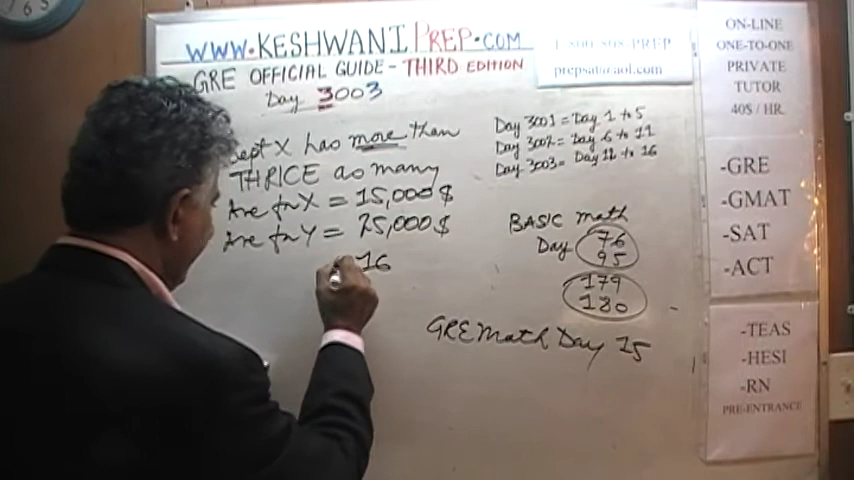 WWW.KESHWANIPREP.COM
GRE OFFICIAL GUIDE - THIRD EDITION
Day 3003
Dept X has more than
THRICE as many
Ave for X = 15,000 $
Ave for Y = 25,000 $
16
1-800-808-PREP
prepsat@aol.com
Day 3001 = Day 1 to 5
Day 3002 = Day 6 to 11
Day 3003 = Day 12 to 16
BASIC math
Day 76
95
179
180
GRE Math Day 15
ON-LINE
ONE-TO-ONE
PRIVATE
TUTOR
40$ / HR.
-GRE
-GMAT
-SAT
-ACT
-TEAS
-HESI
-RN
PRE-ENTRANCE